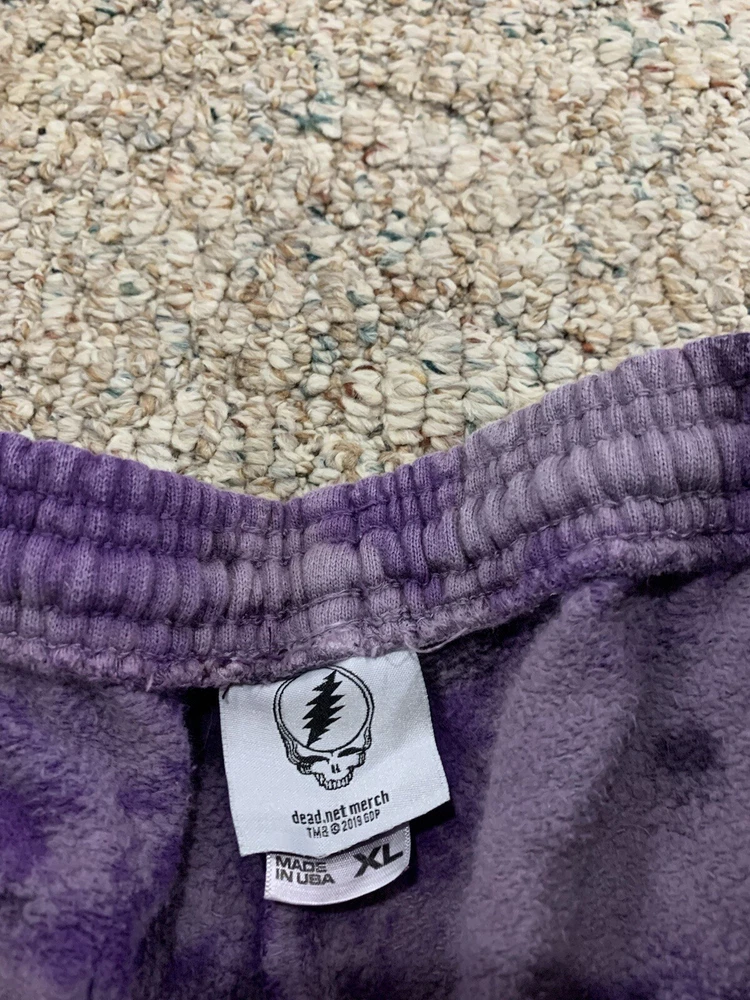 dead.net merch
TM & © 2019 GDP
MADE
IN USA
XL